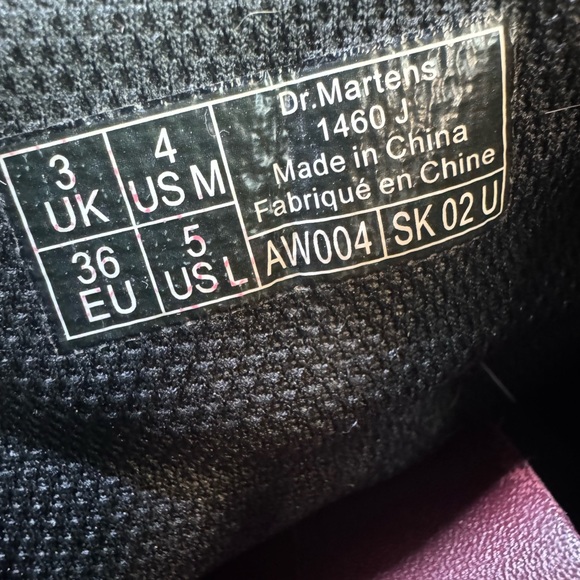 3
UK
4
US M
36
EU
5
US L
Dr.Martens
1460 J
Made in China
Fabriqué en Chine
AW004
SK 02 U